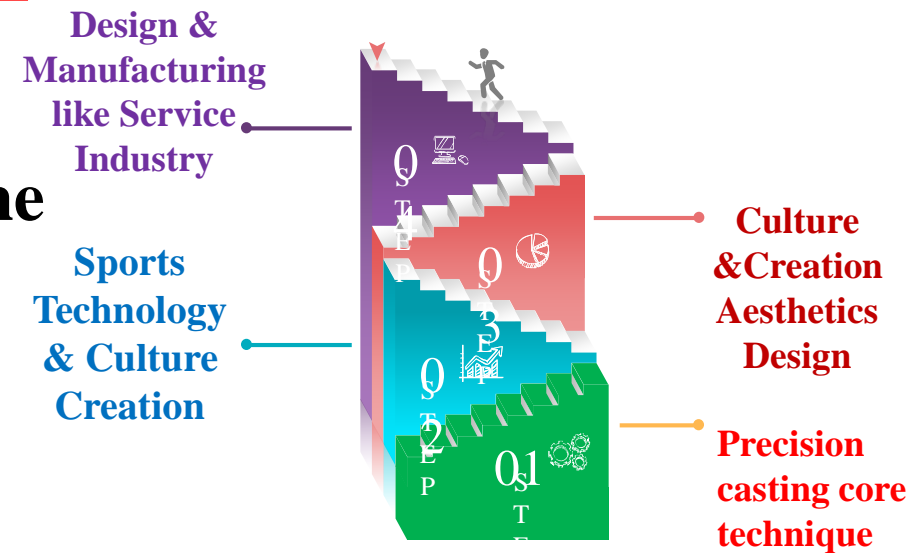 Design &
Manufacturing
like Service
Industry
ne
Sports
Technology
& Culture
Creation
Culture
&Creation
Aesthetics
Design
Precision
casting core
technique
04
STEP
03
STEP
02
STEP
01
STE